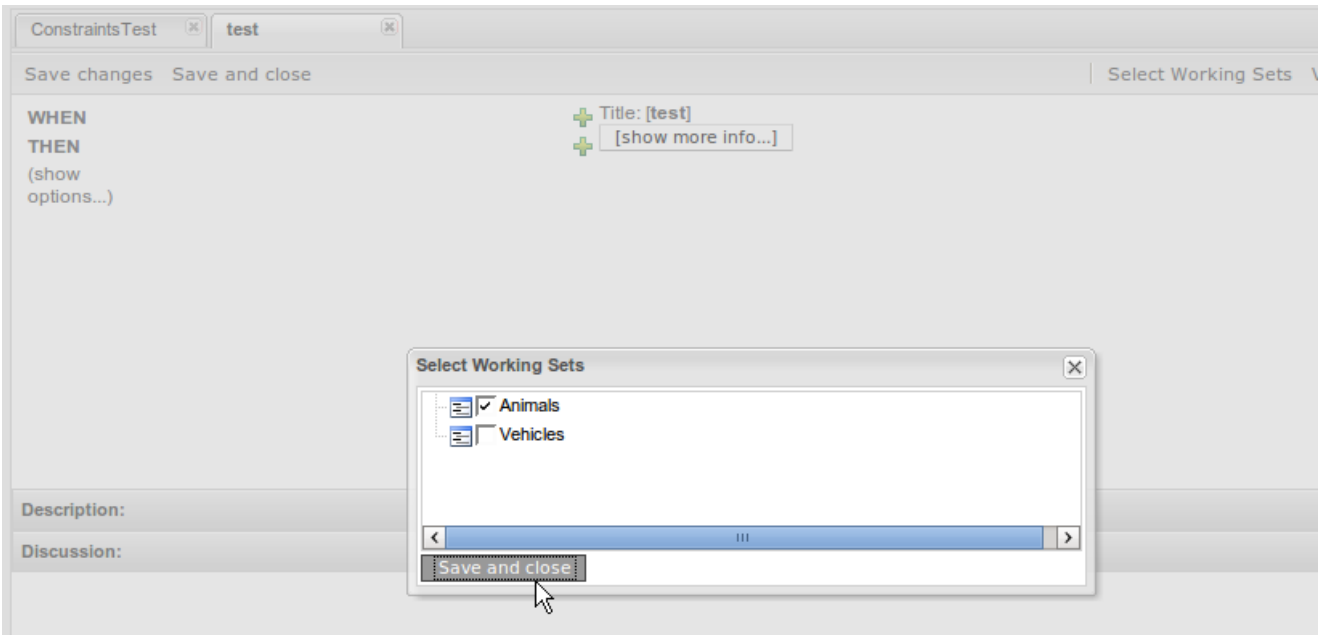 ConstraintsTest test
Save changes Save and close Select Working Sets
WHEN
THEN
(show
options...)
Title: [test]
[show more info...]
Select Working Sets
Animals
Vehicles
Save and close
Description:
Discussion: